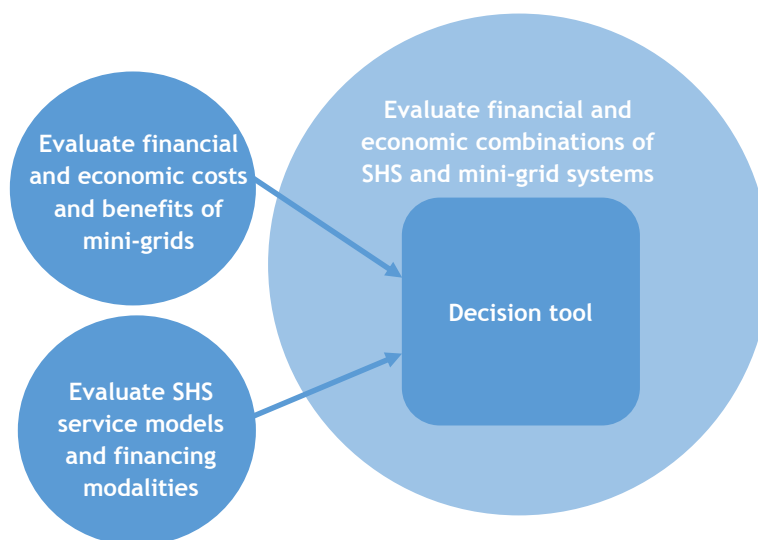 Evaluate financial
and economic costs
and benefits of
mini-grids
Evaluate financial and
economic combinations of
SHS and mini-grid systems
Decision tool
Evaluate SHS
service models
and financing
modalities